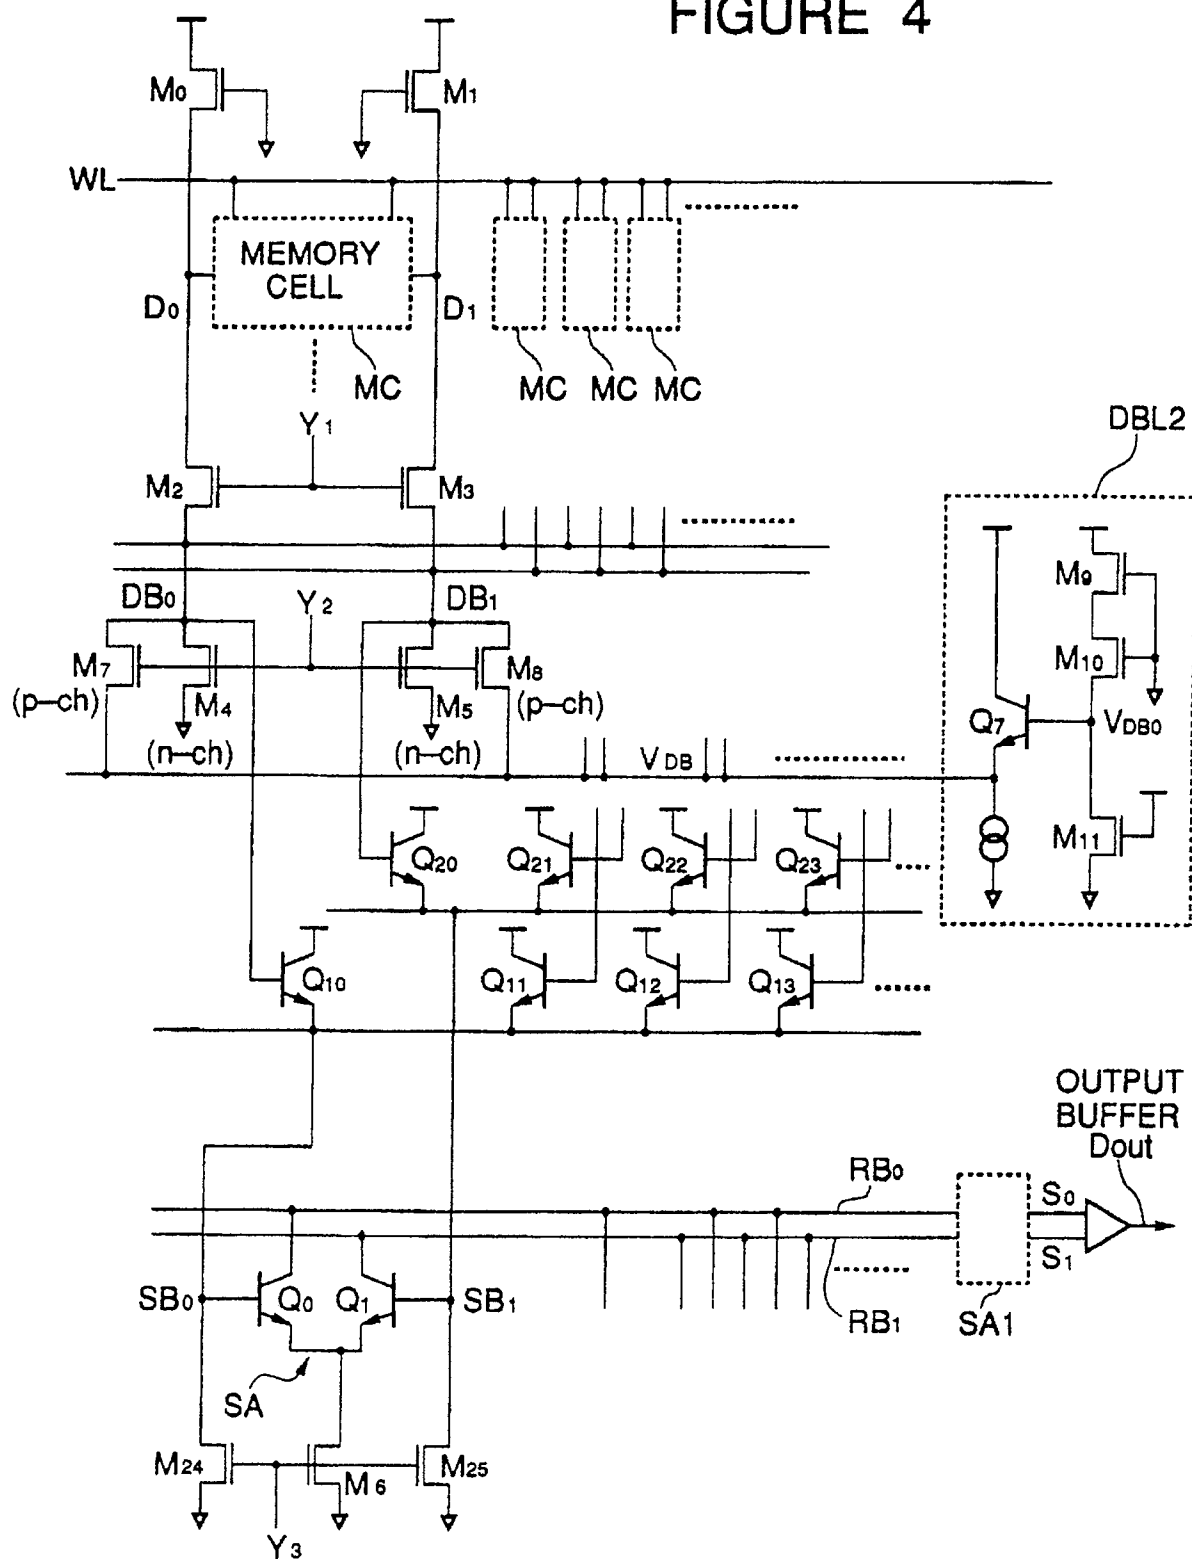 FIGURE 4
M0
M1
WL
MEMORY
CELL
D0
D1
MC
MC
MC
MC
Y1
DBL2
M2
M3
M9
DB0
Y2
DB1
M7
M8
M10
(p-ch)
M4
M5
(p-ch)
Q7
VDB0
(n-ch)
(n-ch)
VDB
M11
Q20
Q21
Q22
Q23
Q10
Q11
Q12
Q13
OUTPUT
BUFFER
Dout
RB0
S0
S1
SB0
Q0
Q1
SB1
RB1
SA1
SA
M24
M6
M25
Y3